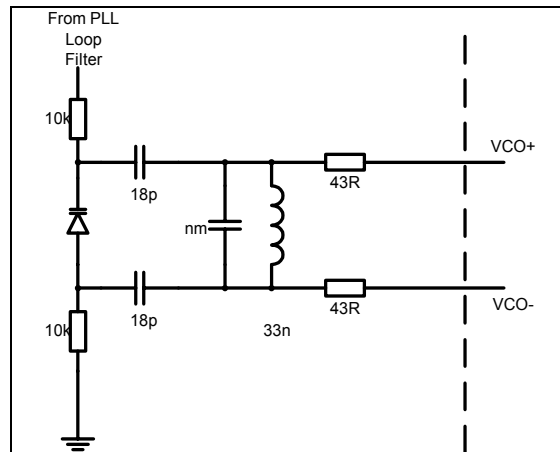 From PLL
Loop
Filter
10k
VCO+
18p
43R
nm
10k
18p
33n
43R
VCO-